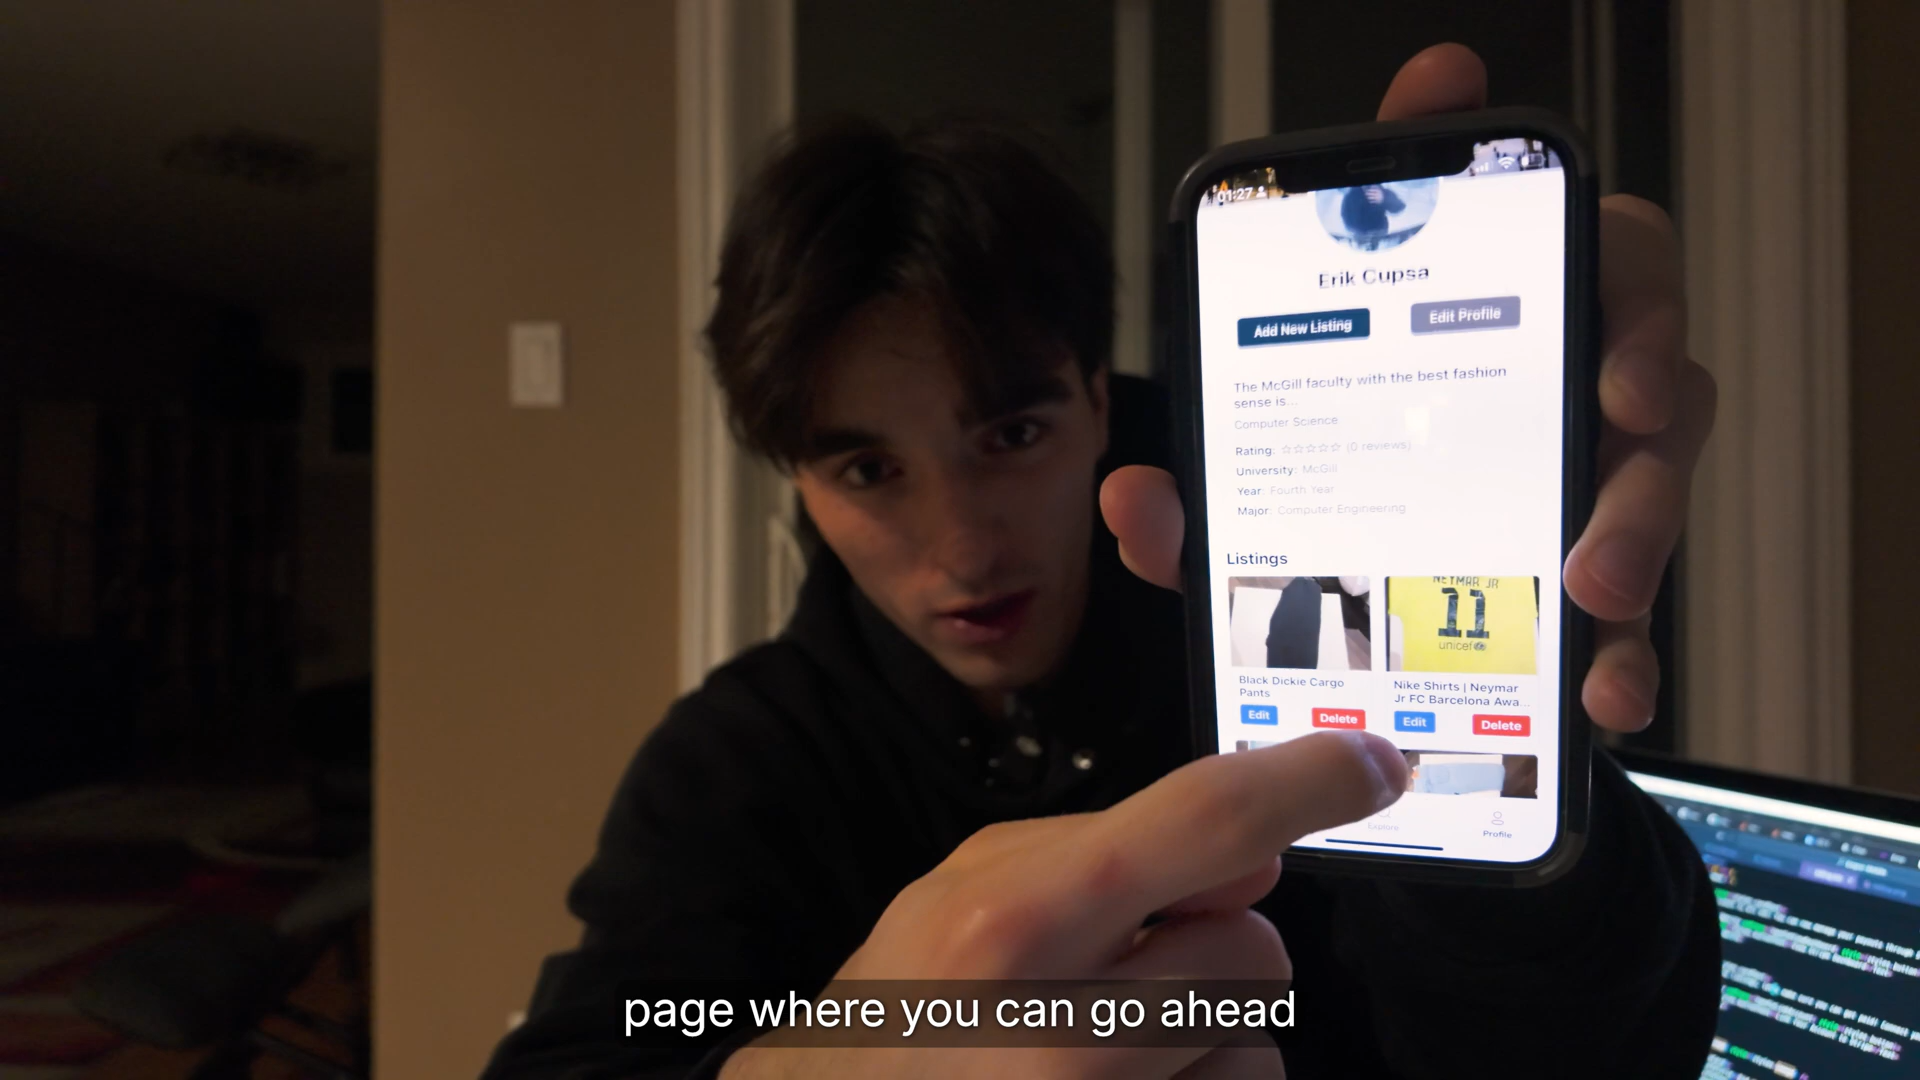 01:27
Erik Cupsa
Add New Listing
Edit Profile
The McGill faculty with the best fashion
sense is...
Computer Science
Rating: ☆☆☆☆☆ (0 reviews)
University: McGill
Year: Fourth Year
Major: Computer Engineering
Listings
NEYMAR JR
11
unicef
Black Dickie Cargo
Pants
Nike Shirts | Neymar
Jr FC Barcelona Awa...
Edit
Delete
Edit
Delete
Explore
Profile
page where you can go ahead